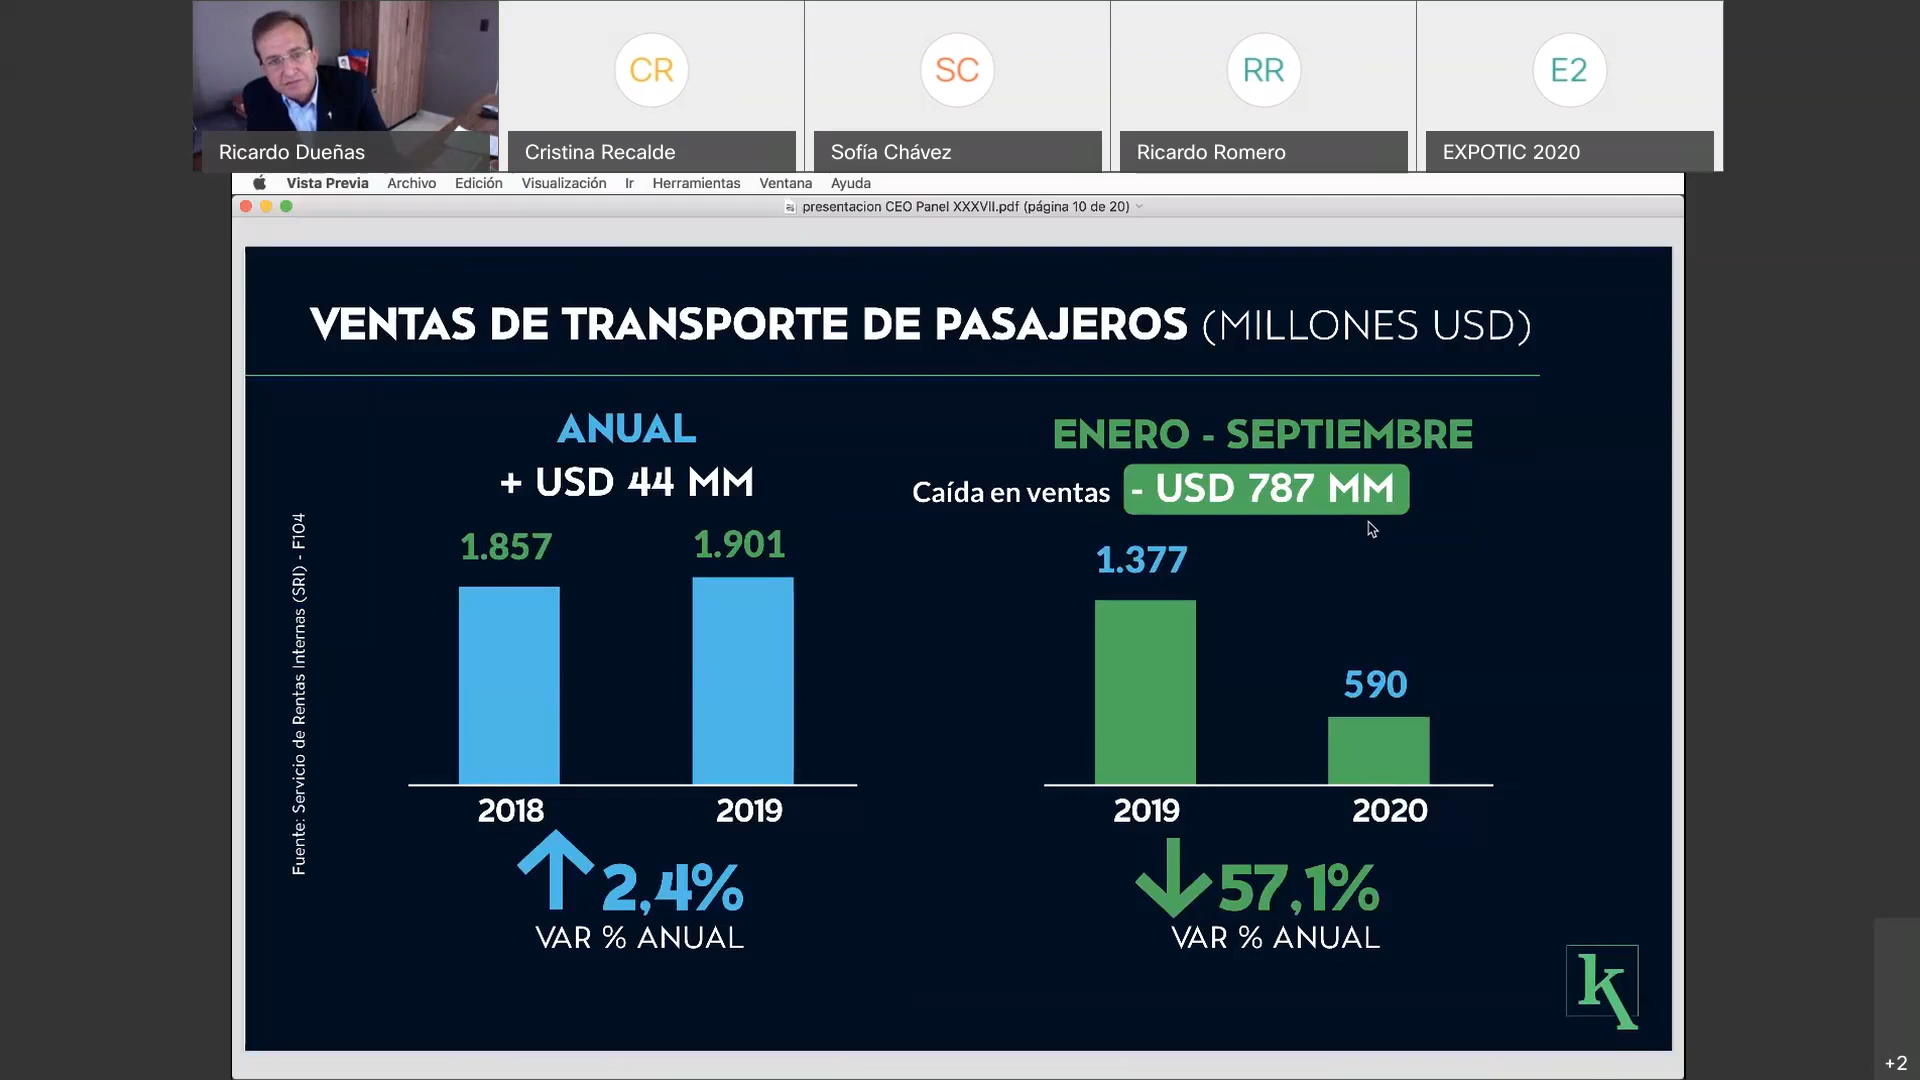 CR
SC
RR
E2
Ricardo Dueñas
Cristina Recalde
Sofía Chávez
Ricardo Romero
EXPOTIC 2020
Vista Previa Archivo Edición Visualización Ir Herramientas Ventana Ayuda
presentacion CEO Panel XXXVII.pdf (página 10 de 20)
VENTAS DE TRANSPORTE DE PASAJEROS (MILLONES USD)
ANUAL
+ USD 44 MM
1.857
1.901
2018
2019
2,4%
VAR % ANUAL
ENERO - SEPTIEMBRE
Caída en ventas - USD 787 MM
1.377
590
2019
2020
57,1%
VAR % ANUAL
Fuente: Servicio de Rentas Internas (SRI) - F104
k
+2